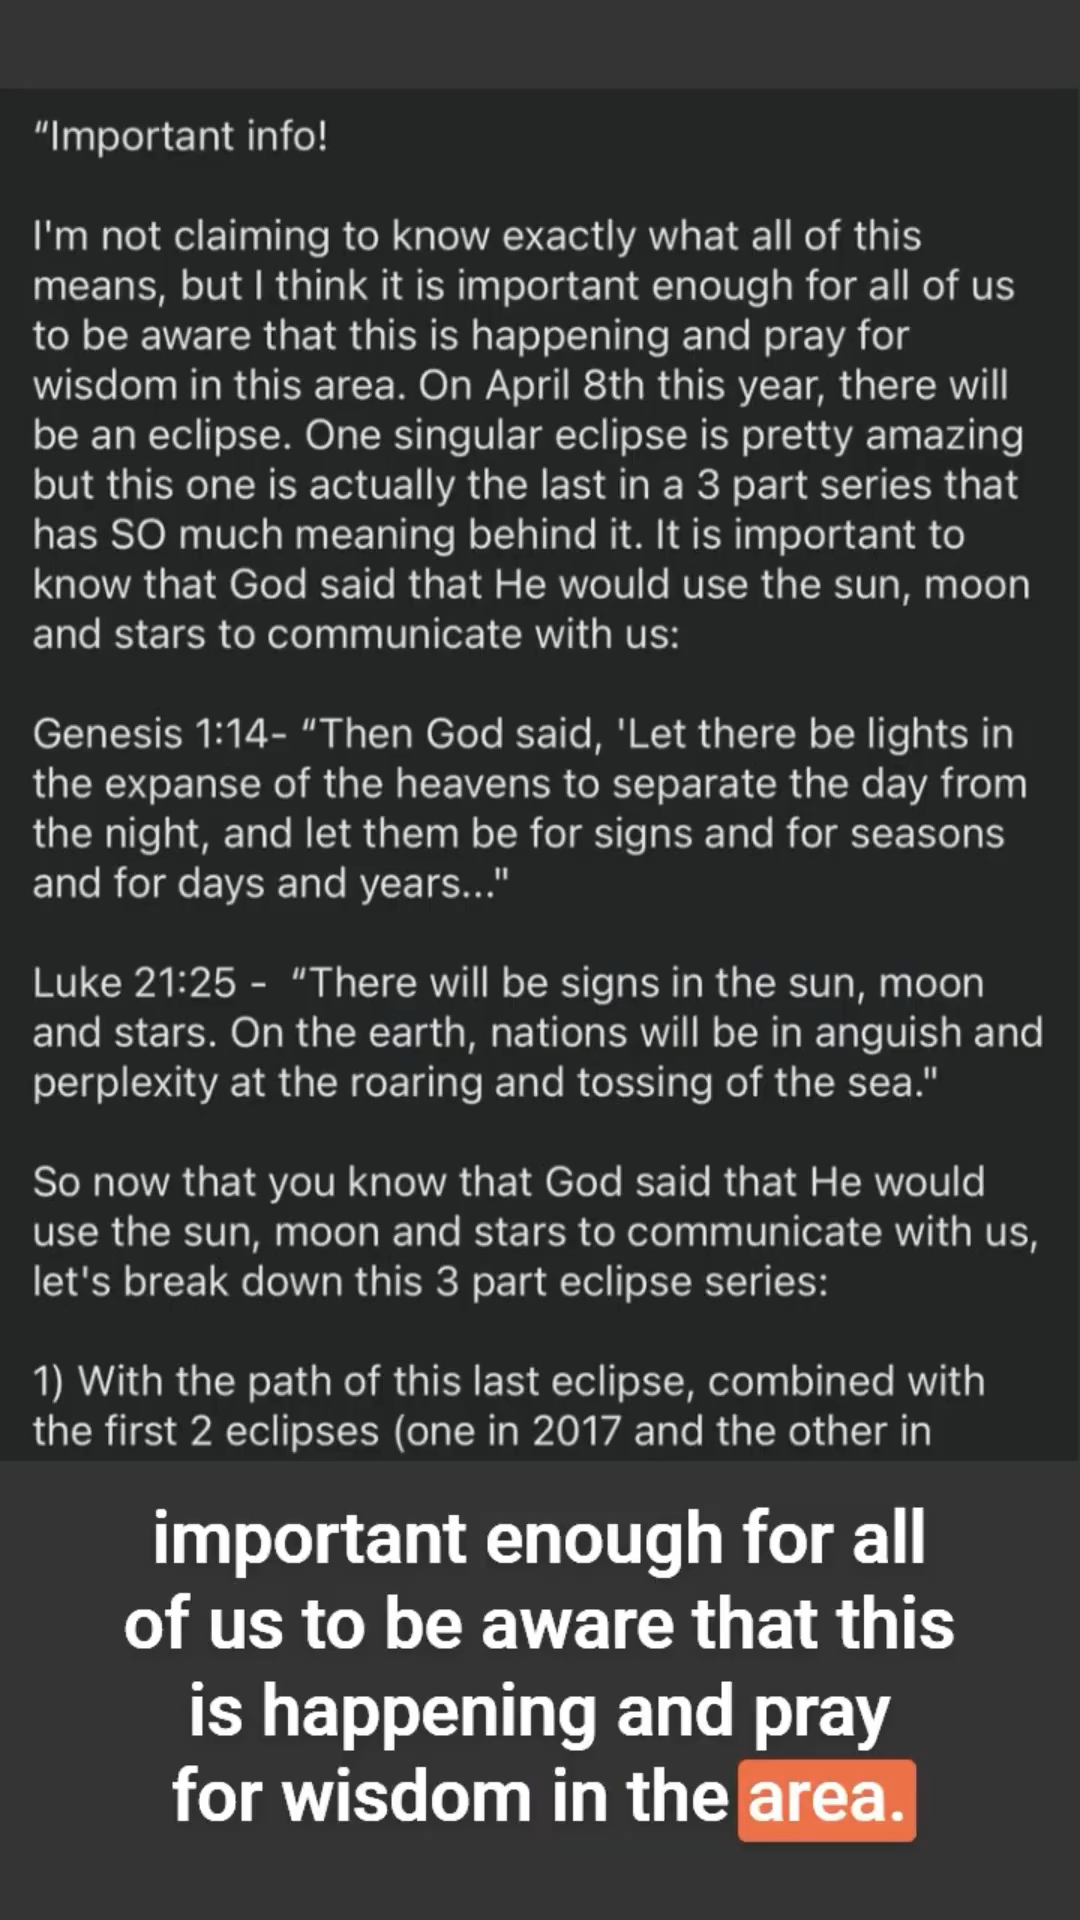 “Important info!
I'm not claiming to know exactly what all of this
means, but I think it is important enough for all of us
to be aware that this is happening and pray for
wisdom in this area. On April 8th this year, there will
be an eclipse. One singular eclipse is pretty amazing
but this one is actually the last in a 3 part series that
has SO much meaning behind it. It is important to
know that God said that He would use the sun, moon
and stars to communicate with us:
Genesis 1:14- “Then God said, 'Let there be lights in
the expanse of the heavens to separate the day from
the night, and let them be for signs and for seasons
and for days and years..."
Luke 21:25 - “There will be signs in the sun, moon
and stars. On the earth, nations will be in anguish and
perplexity at the roaring and tossing of the sea."
So now that you know that God said that He would
use the sun, moon and stars to communicate with us,
let's break down this 3 part eclipse series:
1) With the path of this last eclipse, combined with
the first 2 eclipses (one in 2017 and the other in
important enough for all
of us to be aware that this
is happening and pray
for wisdom in the area.